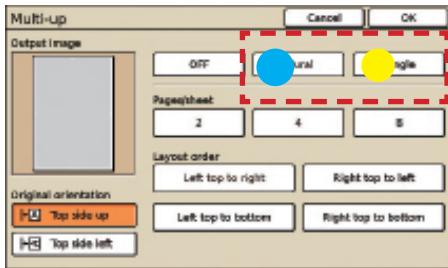 Multi-up
Cancel
OK
Output image
OFF
Pages/sheet
2
4
8
Layout order
Left top to right
Right top to left
Original orientation
Top side up
Left top to bottom
Right top to bottom
Top side left